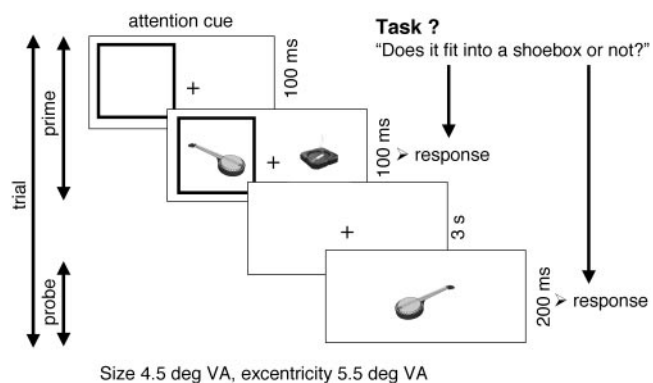 attention cue
Task ?
“Does it fit into a shoebox or not?”
100 ms
prime
100 ms
➢ response
trial
3 s
probe
200 ms
➢ response
Size 4.5 deg VA, excentricity 5.5 deg VA